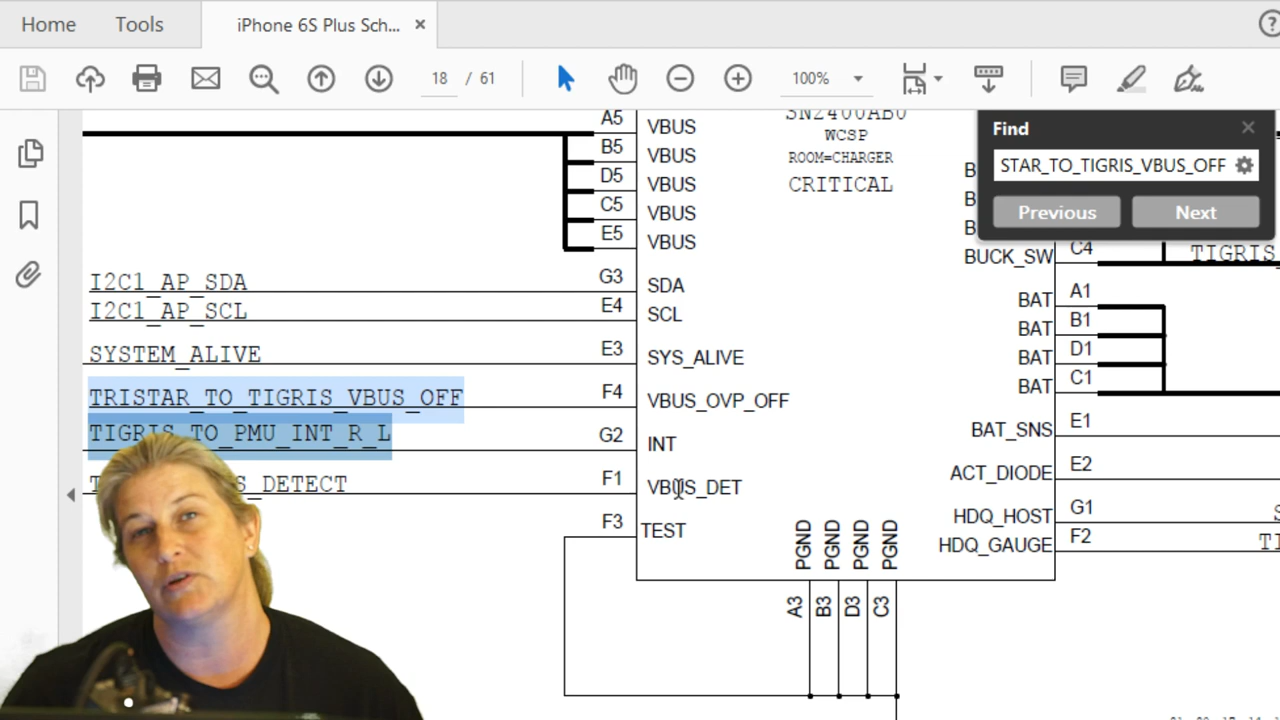 Home Tools iPhone 6S Plus Sch... ×
18 / 61 100%
Find ×
STAR_TO_TIGRIS_VBUS_OFF
Previous Next
A5 VBUS
B5 VBUS
D5 VBUS
C5 VBUS
E5 VBUS
SN2400AB0
WCSP
ROOM=CHARGER
CRITICAL
I2C1_AP_SDA G3 SDA
I2C1_AP_SCL E4 SCL
SYSTEM_ALIVE E3 SYS_ALIVE
TRISTAR_TO_TIGRIS_VBUS_OFF F4 VBUS_OVP_OFF
TIGRIS_TO_PMU_INT_R_L G2 INT
S_DETECT F1 VBUS_DET
F3 TEST
BUCK_SW C4 TIGRIS_
BAT A1
BAT B1
BAT D1
BAT C1
BAT_SNS E1
ACT_DIODE E2
HDQ_HOST G1
HDQ_GAUGE F2
PGND PGND PGND PGND
A3 B3 D3 C3